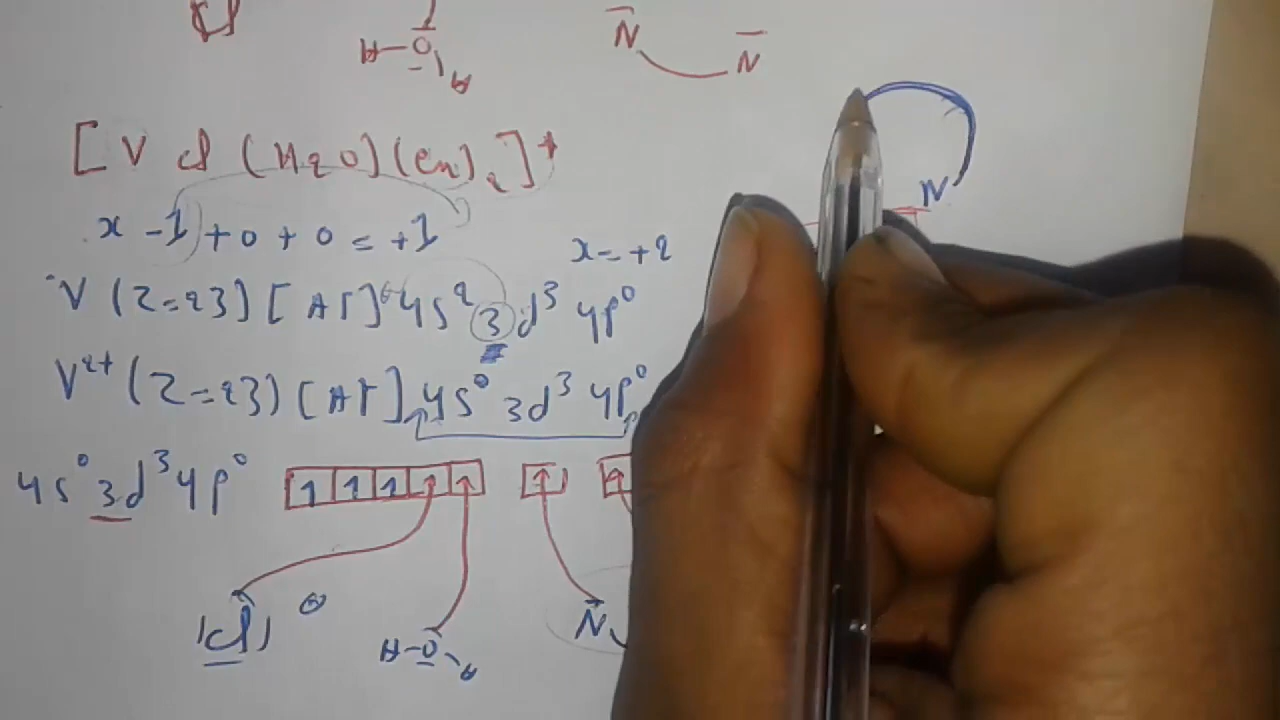 H-O-H
N N
[V Cl (H2O)(en)2]+
x -1 + 0 + 0 = +1
x = +2
N
V (Z=23) [Ar] 4s2 3d3 4p0
V2+ (Z=23) [Ar] 4s0 3d3 4p0
4s0 3d3 4p0
Cl
H-O-H
N